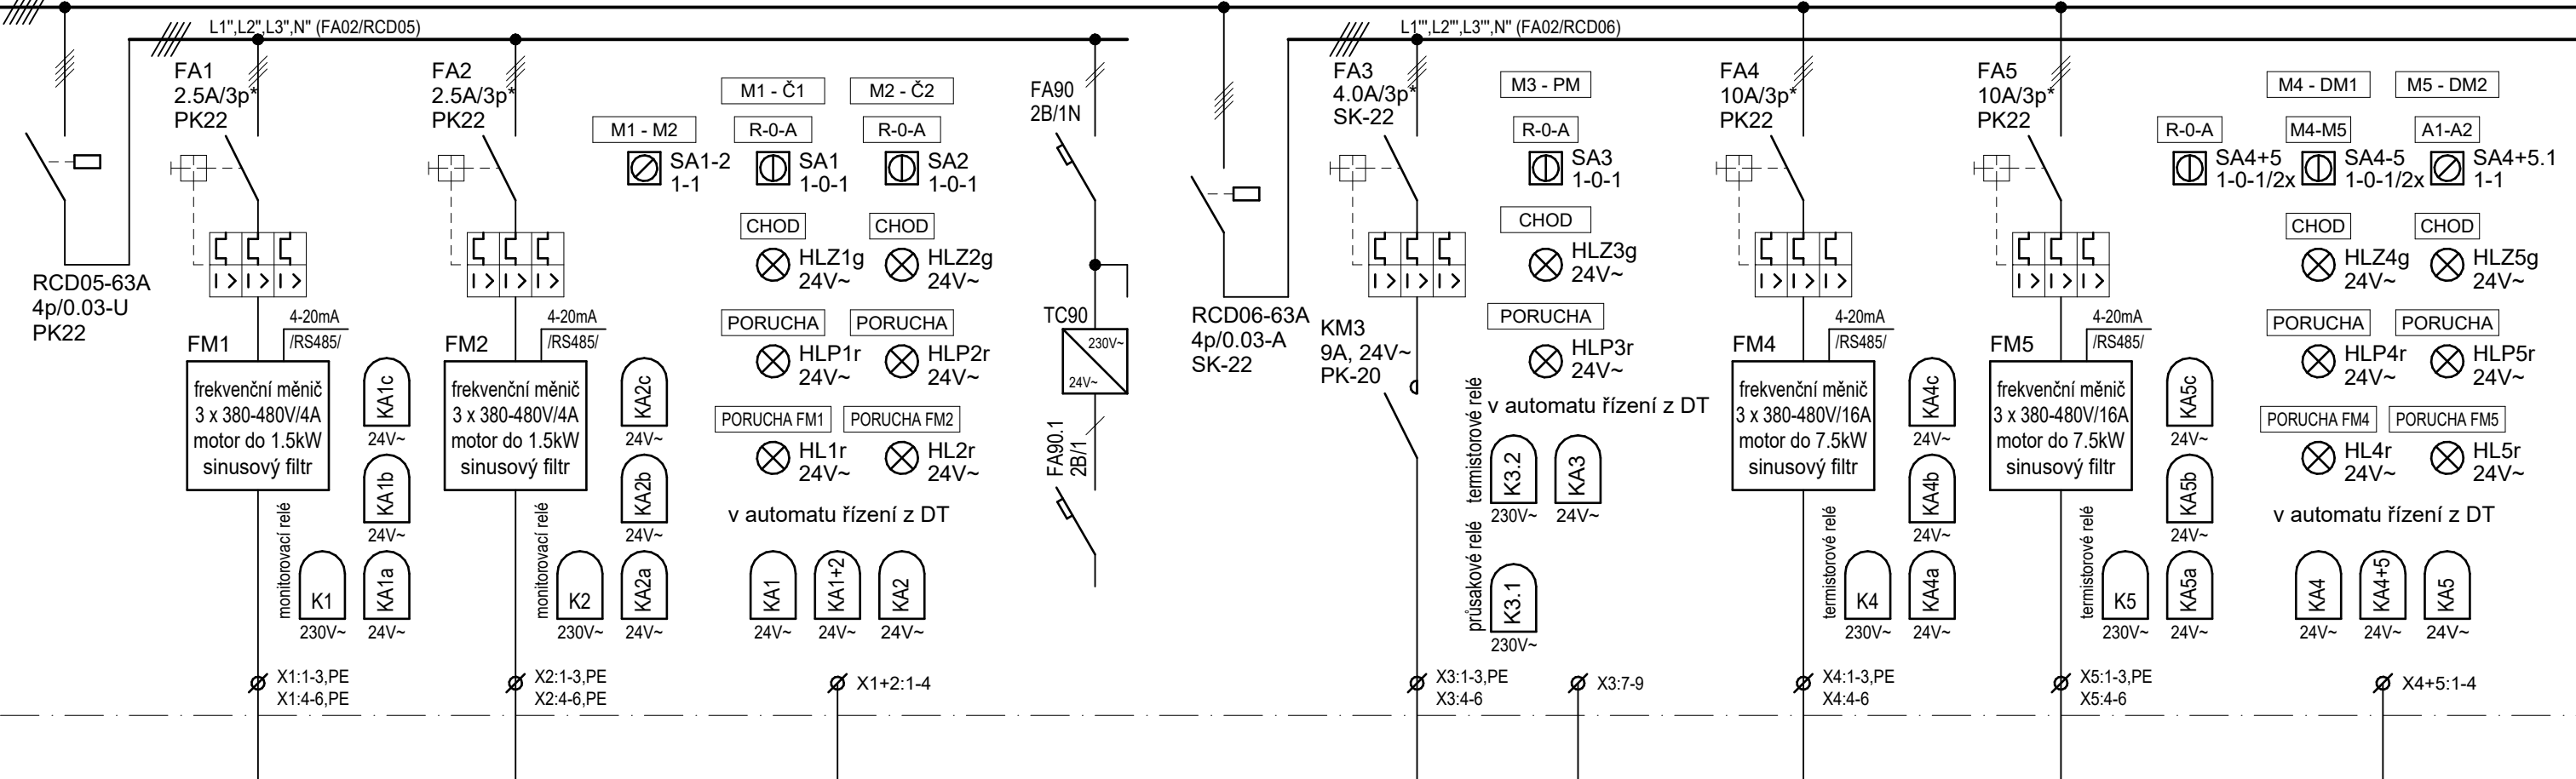 L1",L2",L3",N" (FA02/RCD05)
L1"',L2"',L3"',N" (FA02/RCD06)
RCD05-63A
4p/0.03-U
PK22
FA1
2.5A/3p*
PK22
4-20mA
/RS485/
FM1
frekvenční měnič
3 x 380-480V/4A
motor do 1.5kW
sinusový filtr
KA1c
24V~
KA1b
24V~
monitorovací relé
K1
230V~
KA1a
24V~
X1:1-3,PE
X1:4-6,PE
FA2
2.5A/3p*
PK22
4-20mA
/RS485/
FM2
frekvenční měnič
3 x 380-480V/4A
motor do 1.5kW
sinusový filtr
KA2c
24V~
KA2b
24V~
monitorovací relé
K2
230V~
KA2a
24V~
X2:1-3,PE
X2:4-6,PE
M1 - M2
SA1-2
1-1
M1 - Č1
R-0-A
SA1
1-0-1
CHOD
HLZ1g
24V~
PORUCHA
HLP1r
24V~
PORUCHA FM1
HL1r
24V~
M2 - Č2
R-0-A
SA2
1-0-1
CHOD
HLZ2g
24V~
PORUCHA
HLP2r
24V~
PORUCHA FM2
HL2r
24V~
v automatu řízení z DT
KA1
24V~
KA1+2
24V~
KA2
24V~
X1+2:1-4
FA90
2B/1N
TC90
230V~
24V~
FA90.1
2B/1
RCD06-63A
4p/0.03-A
SK-22
FA3
4.0A/3p*
SK-22
KM3
9A, 24V~
PK-20
M3 - PM
R-0-A
SA3
1-0-1
CHOD
HLZ3g
24V~
PORUCHA
HLP3r
24V~
v automatu řízení z DT
termistorové relé
K3.2
230V~
KA3
24V~
průsakové relé
K3.1
230V~
X3:1-3,PE
X3:4-6
X3:7-9
FA4
10A/3p*
PK22
4-20mA
/RS485/
FM4
frekvenční měnič
3 x 380-480V/16A
motor do 7.5kW
sinusový filtr
KA4c
24V~
KA4b
24V~
termistorové relé
K4
230V~
KA4a
24V~
X4:1-3,PE
X4:4-6
FA5
10A/3p*
PK22
4-20mA
/RS485/
FM5
frekvenční měnič
3 x 380-480V/16A
motor do 7.5kW
sinusový filtr
KA5c
24V~
KA5b
24V~
termistorové relé
K5
230V~
KA5a
24V~
X5:1-3,PE
X5:4-6
R-0-A
SA4+5
1-0-1/2x
M4 - DM1
M4-M5
SA4-5
1-0-1/2x
CHOD
HLZ4g
24V~
PORUCHA
HLP4r
24V~
PORUCHA FM4
HL4r
24V~
M5 - DM2
A1-A2
SA4+5.1
1-1
CHOD
HLZ5g
24V~
PORUCHA
HLP5r
24V~
PORUCHA FM5
HL5r
24V~
v automatu řízení z DT
KA4
24V~
KA4+5
24V~
KA5
24V~
X4+5:1-4